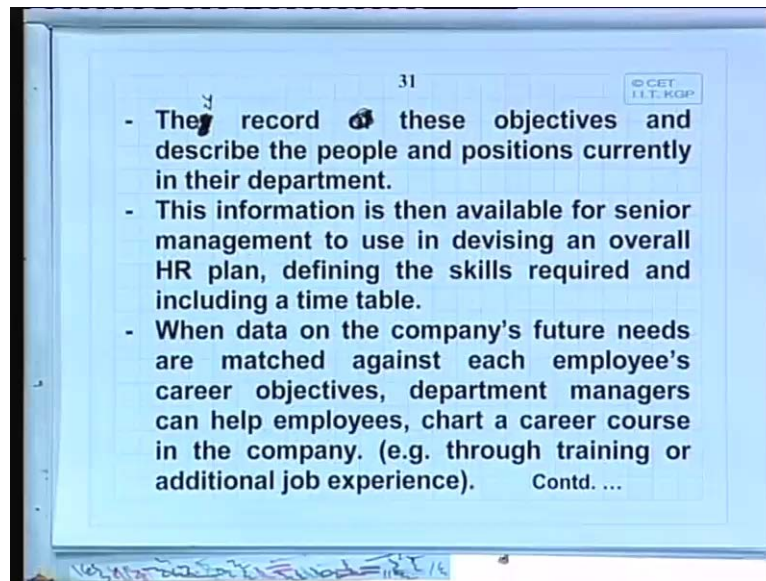 31
© CET
I.I.T. KGP
- They record of these objectives and
describe the people and positions currently
in their department.
- This information is then available for senior
management to use in devising an overall
HR plan, defining the skills required and
including a time table.
- When data on the company's future needs
are matched against each employee's
career objectives, department managers
can help employees, chart a career course
in the company. (e.g. through training or
additional job experience). Contd. ...